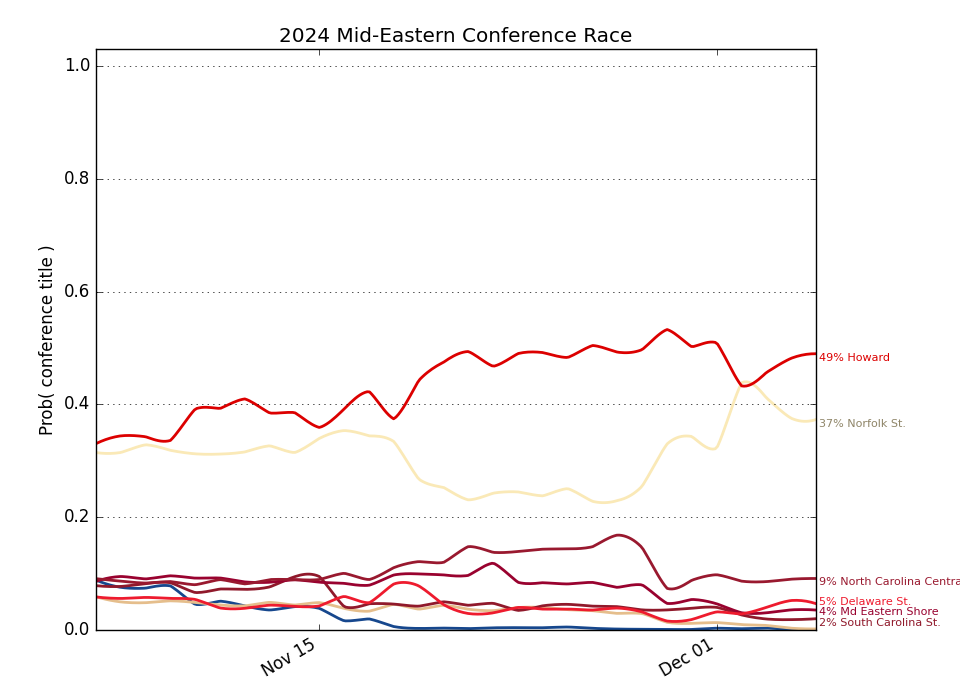 2024 Mid-Eastern Conference Race
Prob( conference title )
1.0
0.8
0.6
0.4
0.2
0.0
Nov 15
Dec 01
49% Howard
37% Norfolk St.
9% North Carolina Centra
5% Delaware St.
4% Md Eastern Shore
2% South Carolina St.